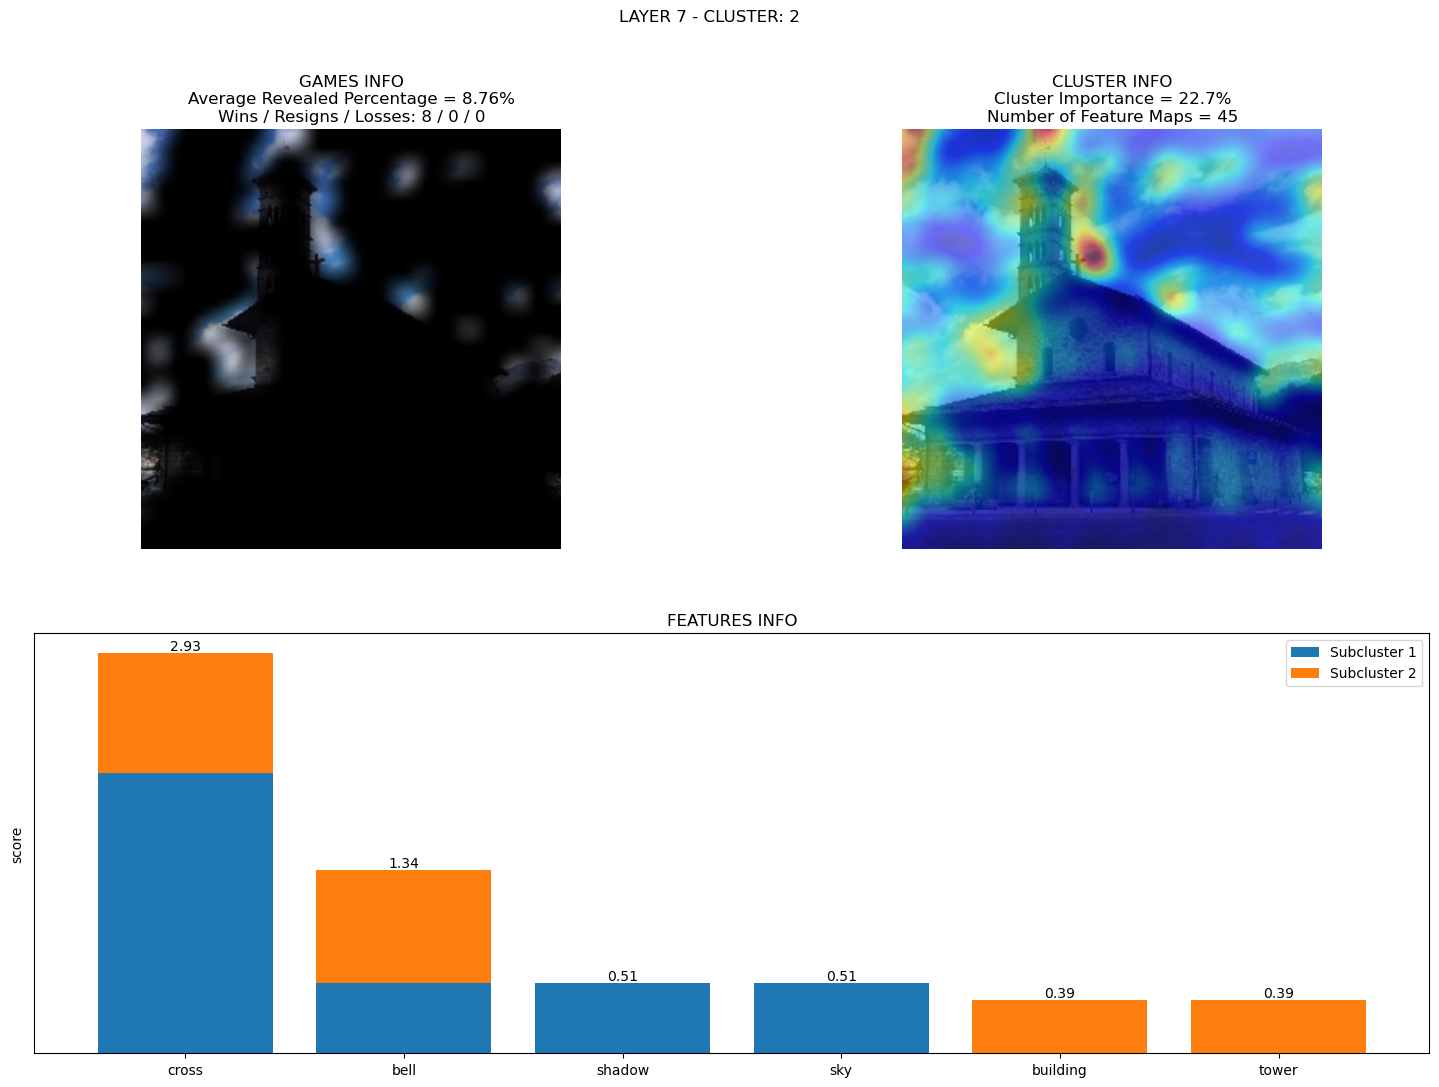 LAYER 7 - CLUSTER: 2
GAMES INFO
Average Revealed Percentage = 8.76%
Wins / Resigns / Losses: 8 / 0 / 0
CLUSTER INFO
Cluster Importance = 22.7%
Number of Feature Maps = 45
FEATURES INFO
Subcluster 1
Subcluster 2
2.93
1.34
0.51
0.51
0.39
0.39
score
cross
bell
shadow
sky
building
tower